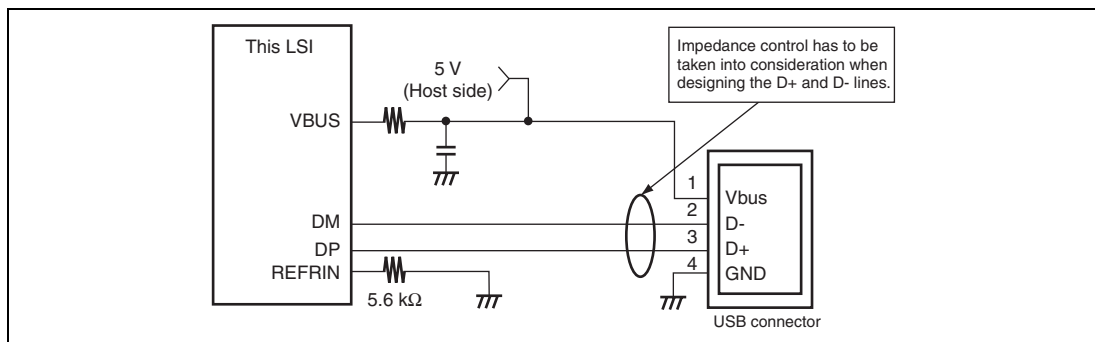 This LSI
Impedance control has to be
taken into consideration when
designing the D+ and D- lines.
5 V
(Host side)
VBUS
1
Vbus
2
DM
D-
3
DP
D+
4
REFRIN
GND
5.6 kΩ
USB connector